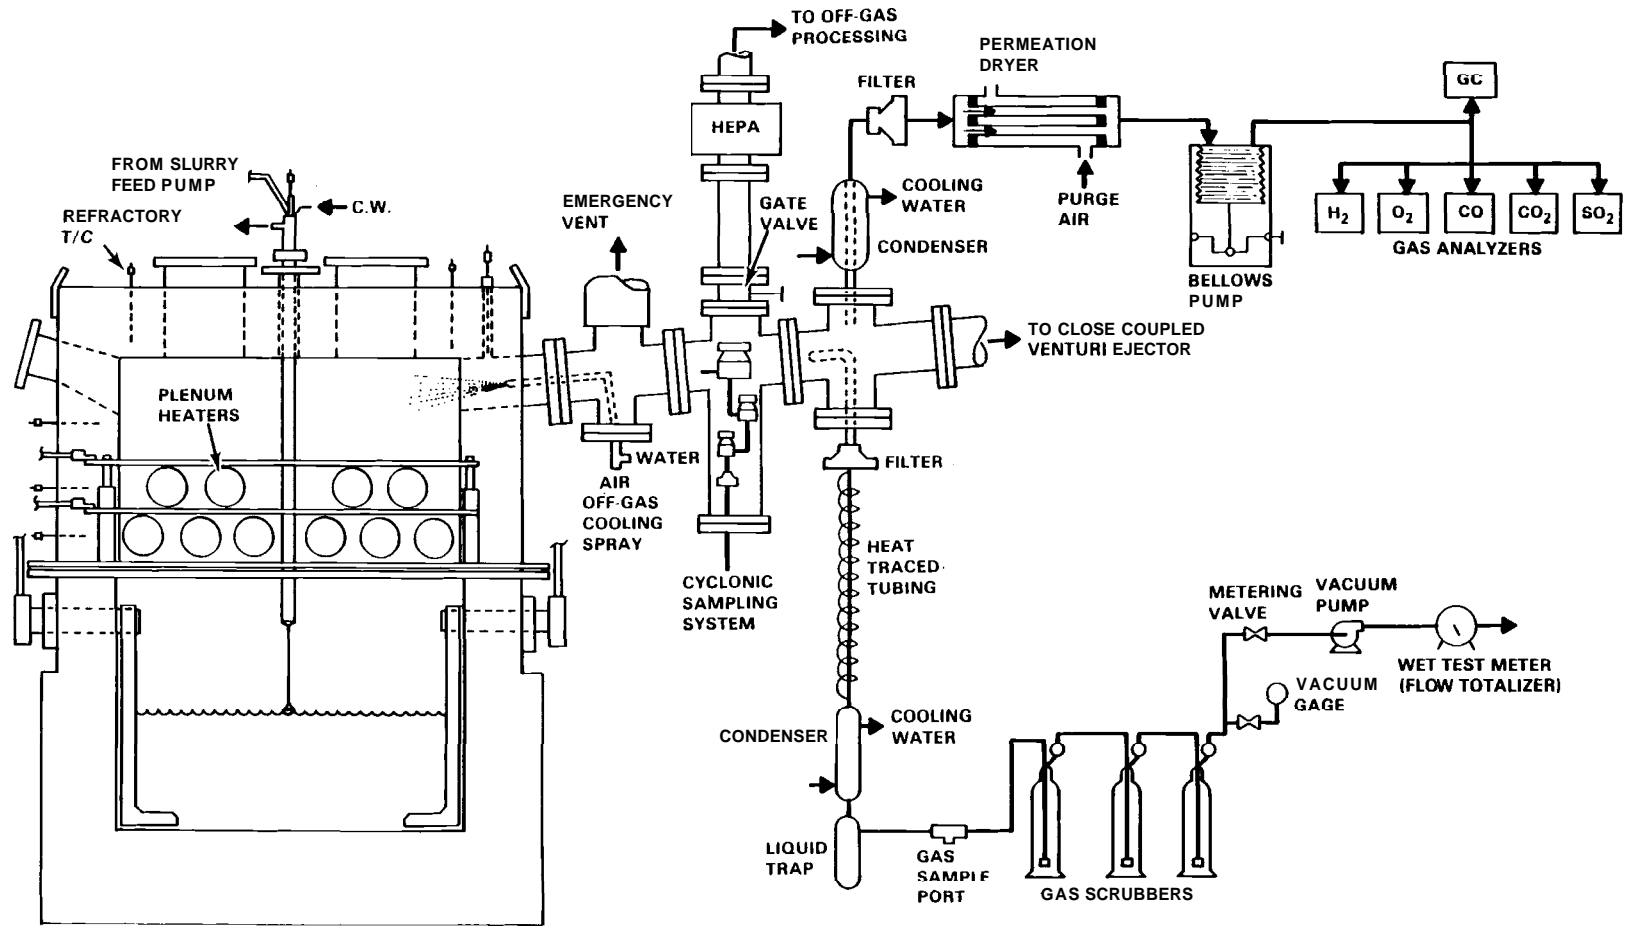 TO OFF-GAS
PROCESSING
PERMEATION
DRYER
FILTER
GC
HEPA
FROM SLURRY
FEED PUMP
C.W.
REFRACTORY
T/C
EMERGENCY
VENT
GATE
VALVE
COOLING
WATER
CONDENSER
PURGE
AIR
H2
O2
CO
CO2
SO2
GAS ANALYZERS
BELLOWS
PUMP
TO CLOSE COUPLED
VENTURI EJECTOR
PLENUM
HEATERS
WATER
AIR
OFF-GAS
COOLING
SPRAY
FILTER
CYCLONIC
SAMPLING
SYSTEM
HEAT
TRACED
TUBING
METERING
VALVE
VACUUM
PUMP
WET TEST METER
(FLOW TOTALIZER)
VACUUM
GAGE
CONDENSER
COOLING
WATER
LIQUID
TRAP
GAS
SAMPLE
PORT
GAS SCRUBBERS